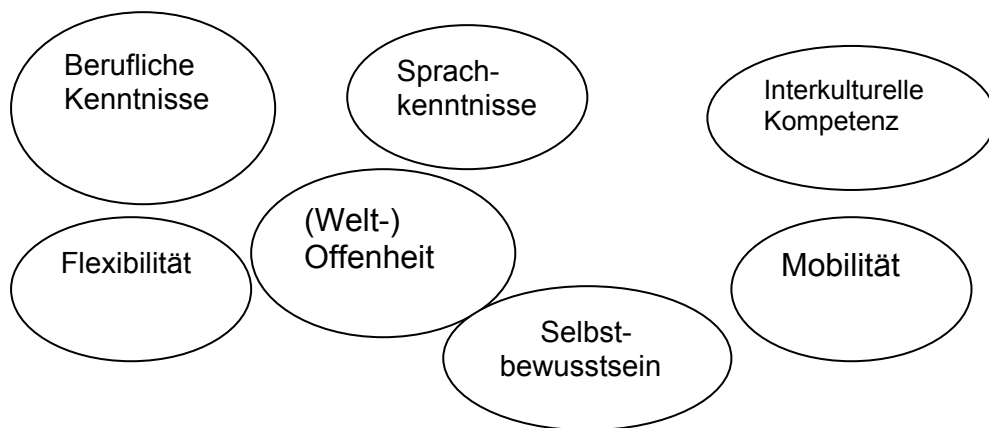 Berufliche
Kenntnisse
Sprach-
kenntnisse
Interkulturelle
Kompetenz
(Welt-)
Offenheit
Flexibilität
Mobilität
Selbst-
bewusstsein